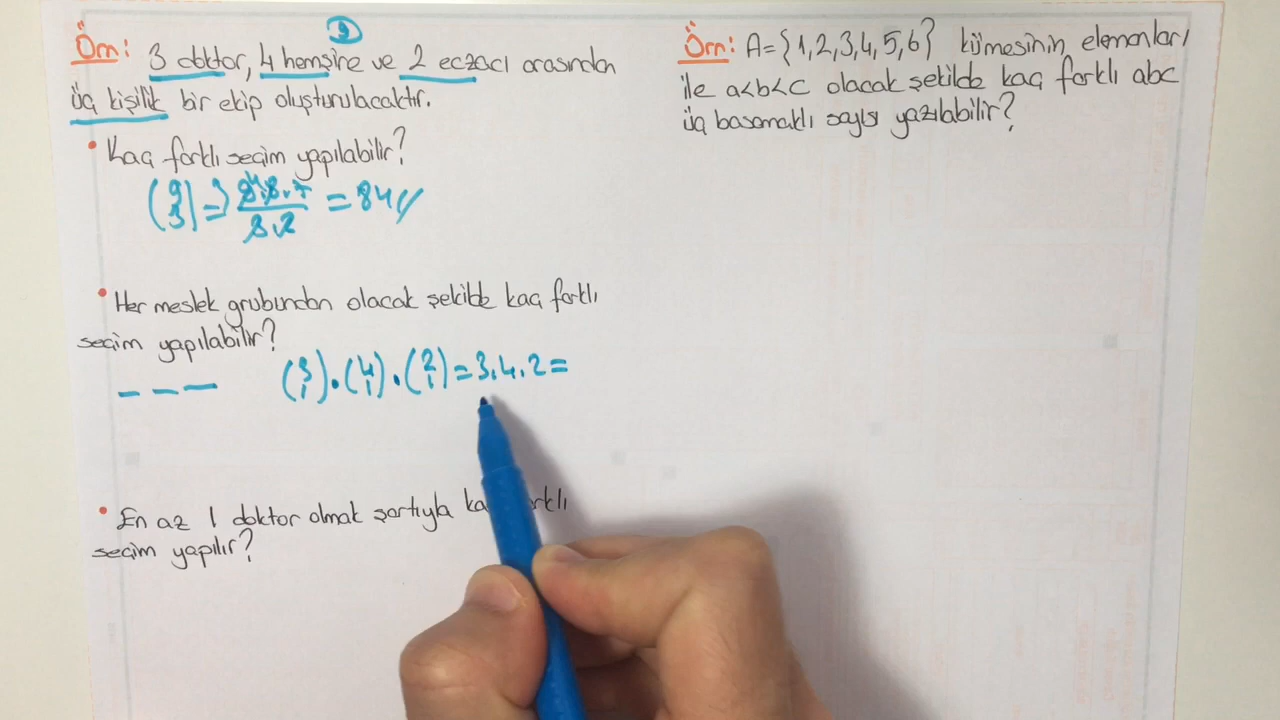 9
Örn: 3 doktor, 4 hemşire ve 2 eczacı arasından
üç kişilik bir ekip oluşturulacaktır.
• Kaç farklı seçim yapılabilir?
(9 3) => 9.8.7 / 3.2 = 84 //
• Her meslek grubundan olacak şekilde kaç farklı
seçim yapılabilir?
_ _ _ (3 1) . (4 1) . (2 1) = 3.4.2 =
• En az 1 doktor olmak şartıyla
seçim yapılır?
Örn: A={1,2,3,4,5,6} kümesinin elemanları
ile a<b<c olacak şekilde kaç farklı abc
üç basamaklı sayısı yazılabilir?